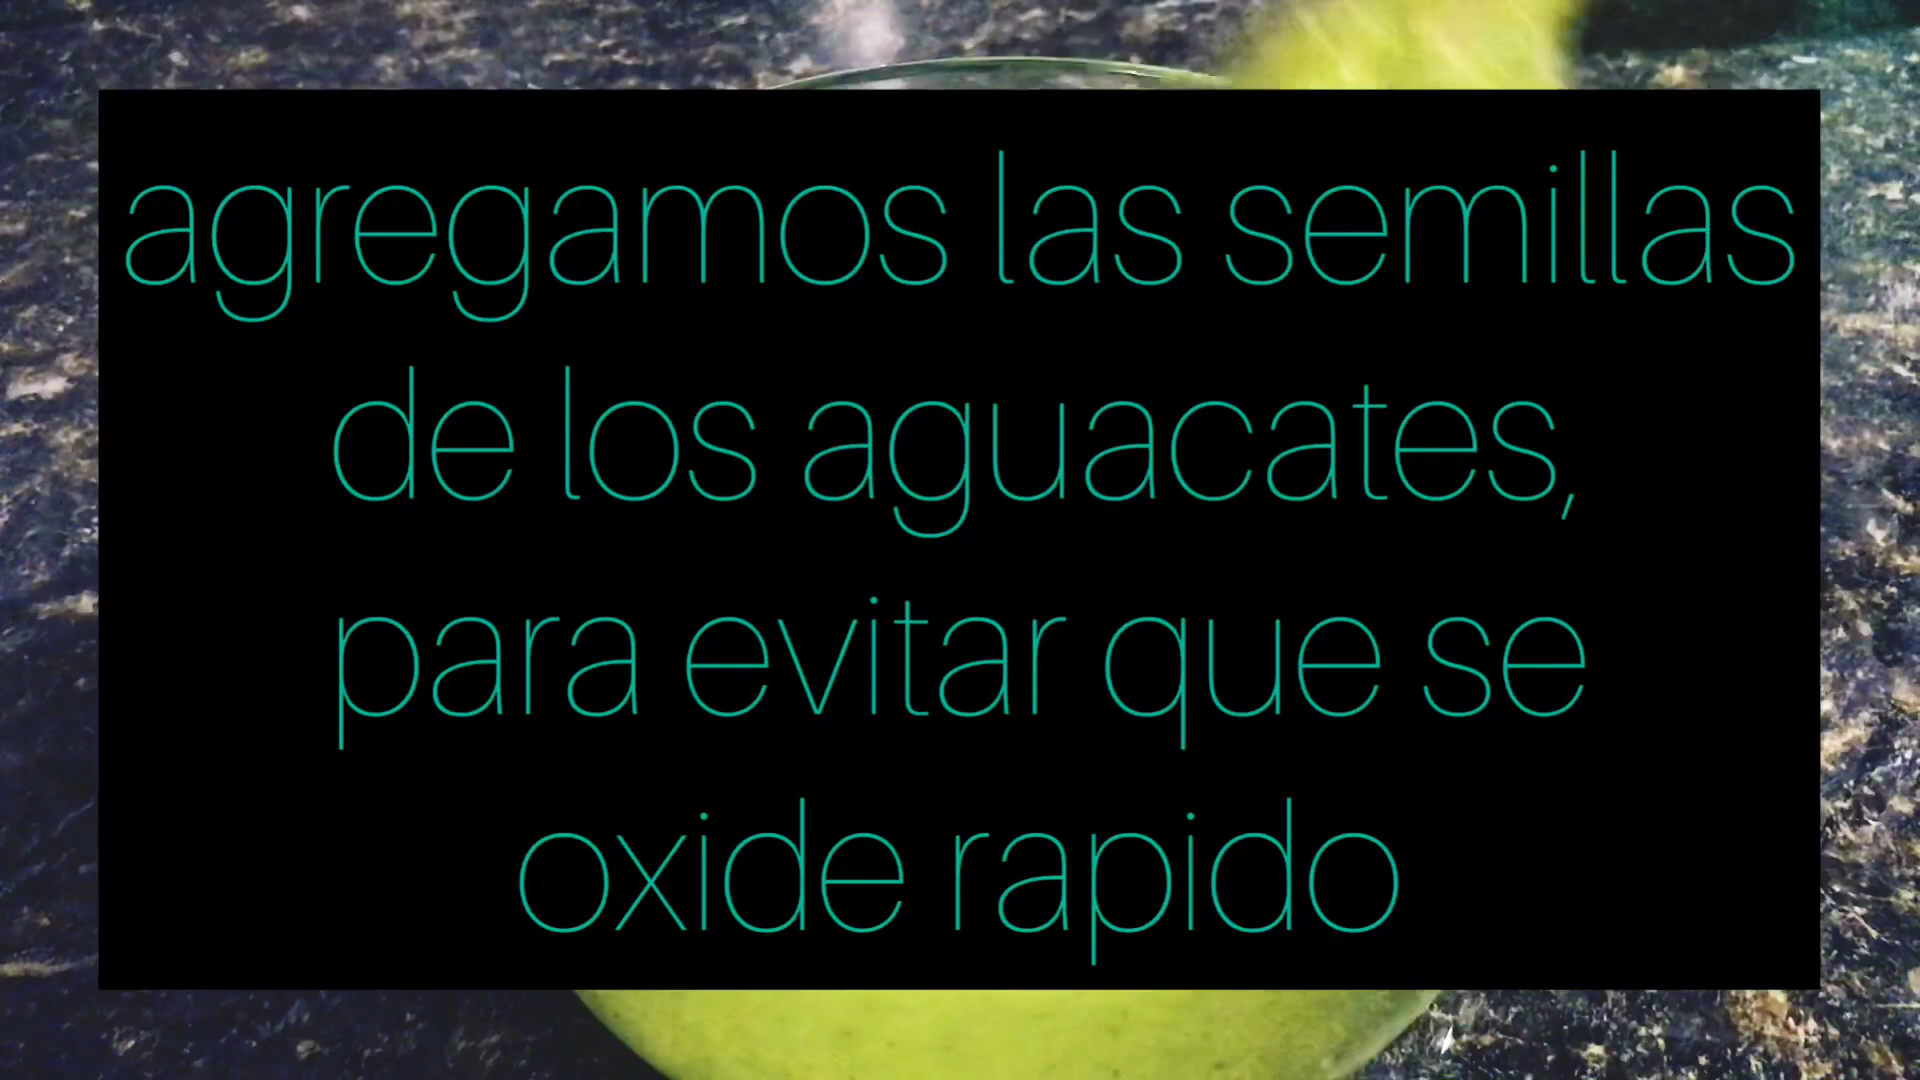 agregamos las semillas
de los aguacates,
para evitar que se
oxide rapido